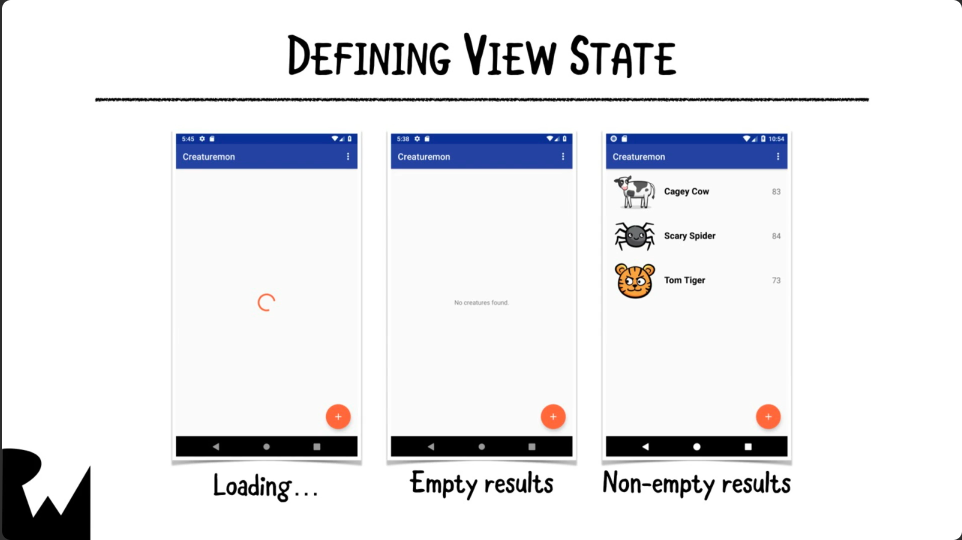 DEFINING VIEW STATE
5:45
Creaturemon
5:38
Creaturemon
No creatures found.
10:54
Creaturemon
Cagey Cow 83
Scary Spider 84
Tom Tiger 73
+
+
+
Loading...
Empty results
Non-empty results
RW